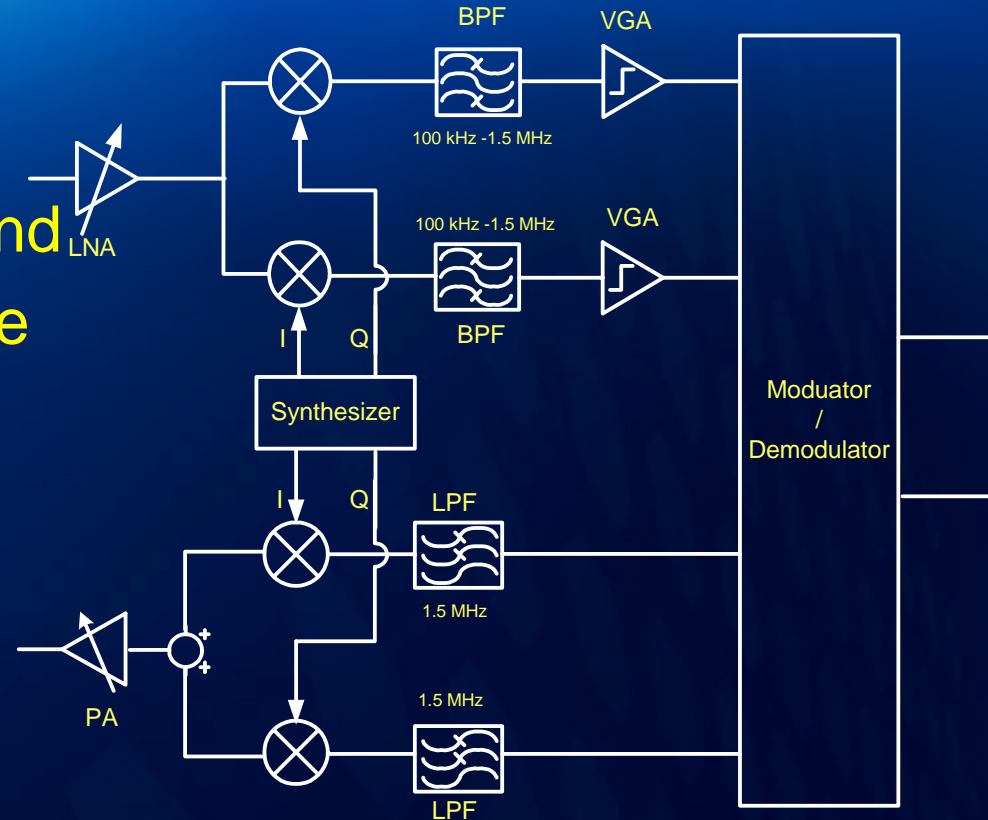 BPF
VGA
100 kHz -1.5 MHz
nd
LNA
100 kHz -1.5 MHz
VGA
e
I
Q
BPF
Synthesizer
Moduator
/
Demodulator
I
Q
LPF
1.5 MHz
+
+
PA
1.5 MHz
LPF